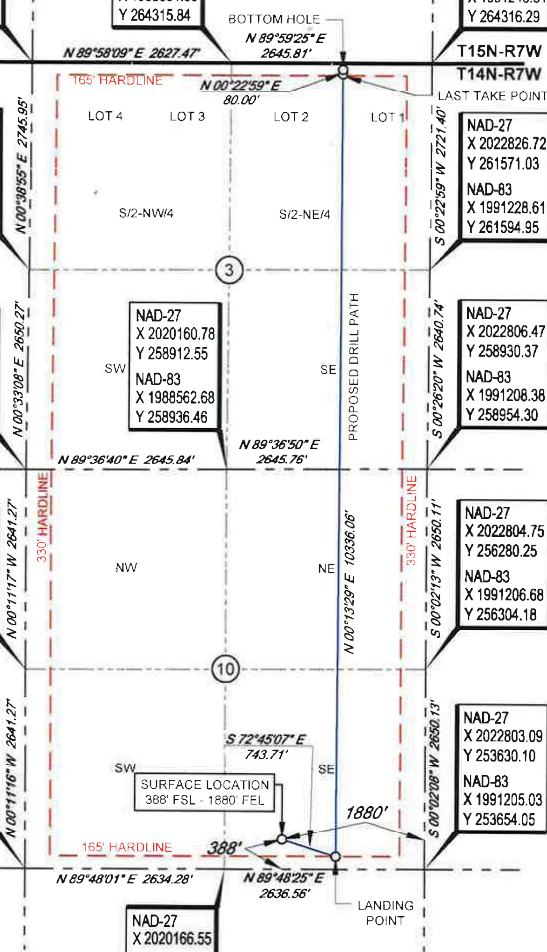 Y 264315.84
Y 264316.29
BOTTOM HOLE
N 89°58'09" E 2627.47'
N 89°59'25" E
2645.81'
T15N-R7W
T14N-R7W
165' HARDLINE
N 00°22'59" E
80.00'
LAST TAKE POINT
LOT 4
LOT 3
LOT 2
LOT 1
N 00°38'55" E 2745.95'
S 00°22'59" W 2721.40'
NAD-27
X 2022826.72
Y 261571.03
NAD-83
X 1991228.61
Y 261594.95
S/2-NW/4
S/2-NE/4
3
NAD-27
X 2020160.78
Y 258912.55
NAD-83
X 1988562.68
Y 258936.46
N 00°33'08" E 2650.27'
SW
SE
PROPOSED DRILL PATH
S 00°26'20" W 2640.74'
NAD-27
X 2022806.47
Y 258930.37
NAD-83
X 1991208.38
Y 258954.30
N 89°36'40" E 2645.84'
N 89°36'50" E
2645.76'
330' HARDLINE
330' HARDLINE
N 00°11'17" W 2641.27'
NW
NE
N 00°13'29" E 10336.06'
S 00°02'13" W 2650.11'
NAD-27
X 2022804.75
Y 256280.25
NAD-83
X 1991206.68
Y 256304.18
10
N 00°11'16" W 2641.27'
S 72°45'07" E
743.71'
SW
SE
SURFACE LOCATION
388' FSL - 1880' FEL
1880'
S 00°02'08" W 2650.13'
NAD-27
X 2022803.09
Y 253630.10
NAD-83
X 1991205.03
Y 253654.05
165' HARDLINE
388'
N 89°48'01" E 2634.28'
N 89°48'25" E
2636.56'
LANDING
POINT
NAD-27
X 2020166.55